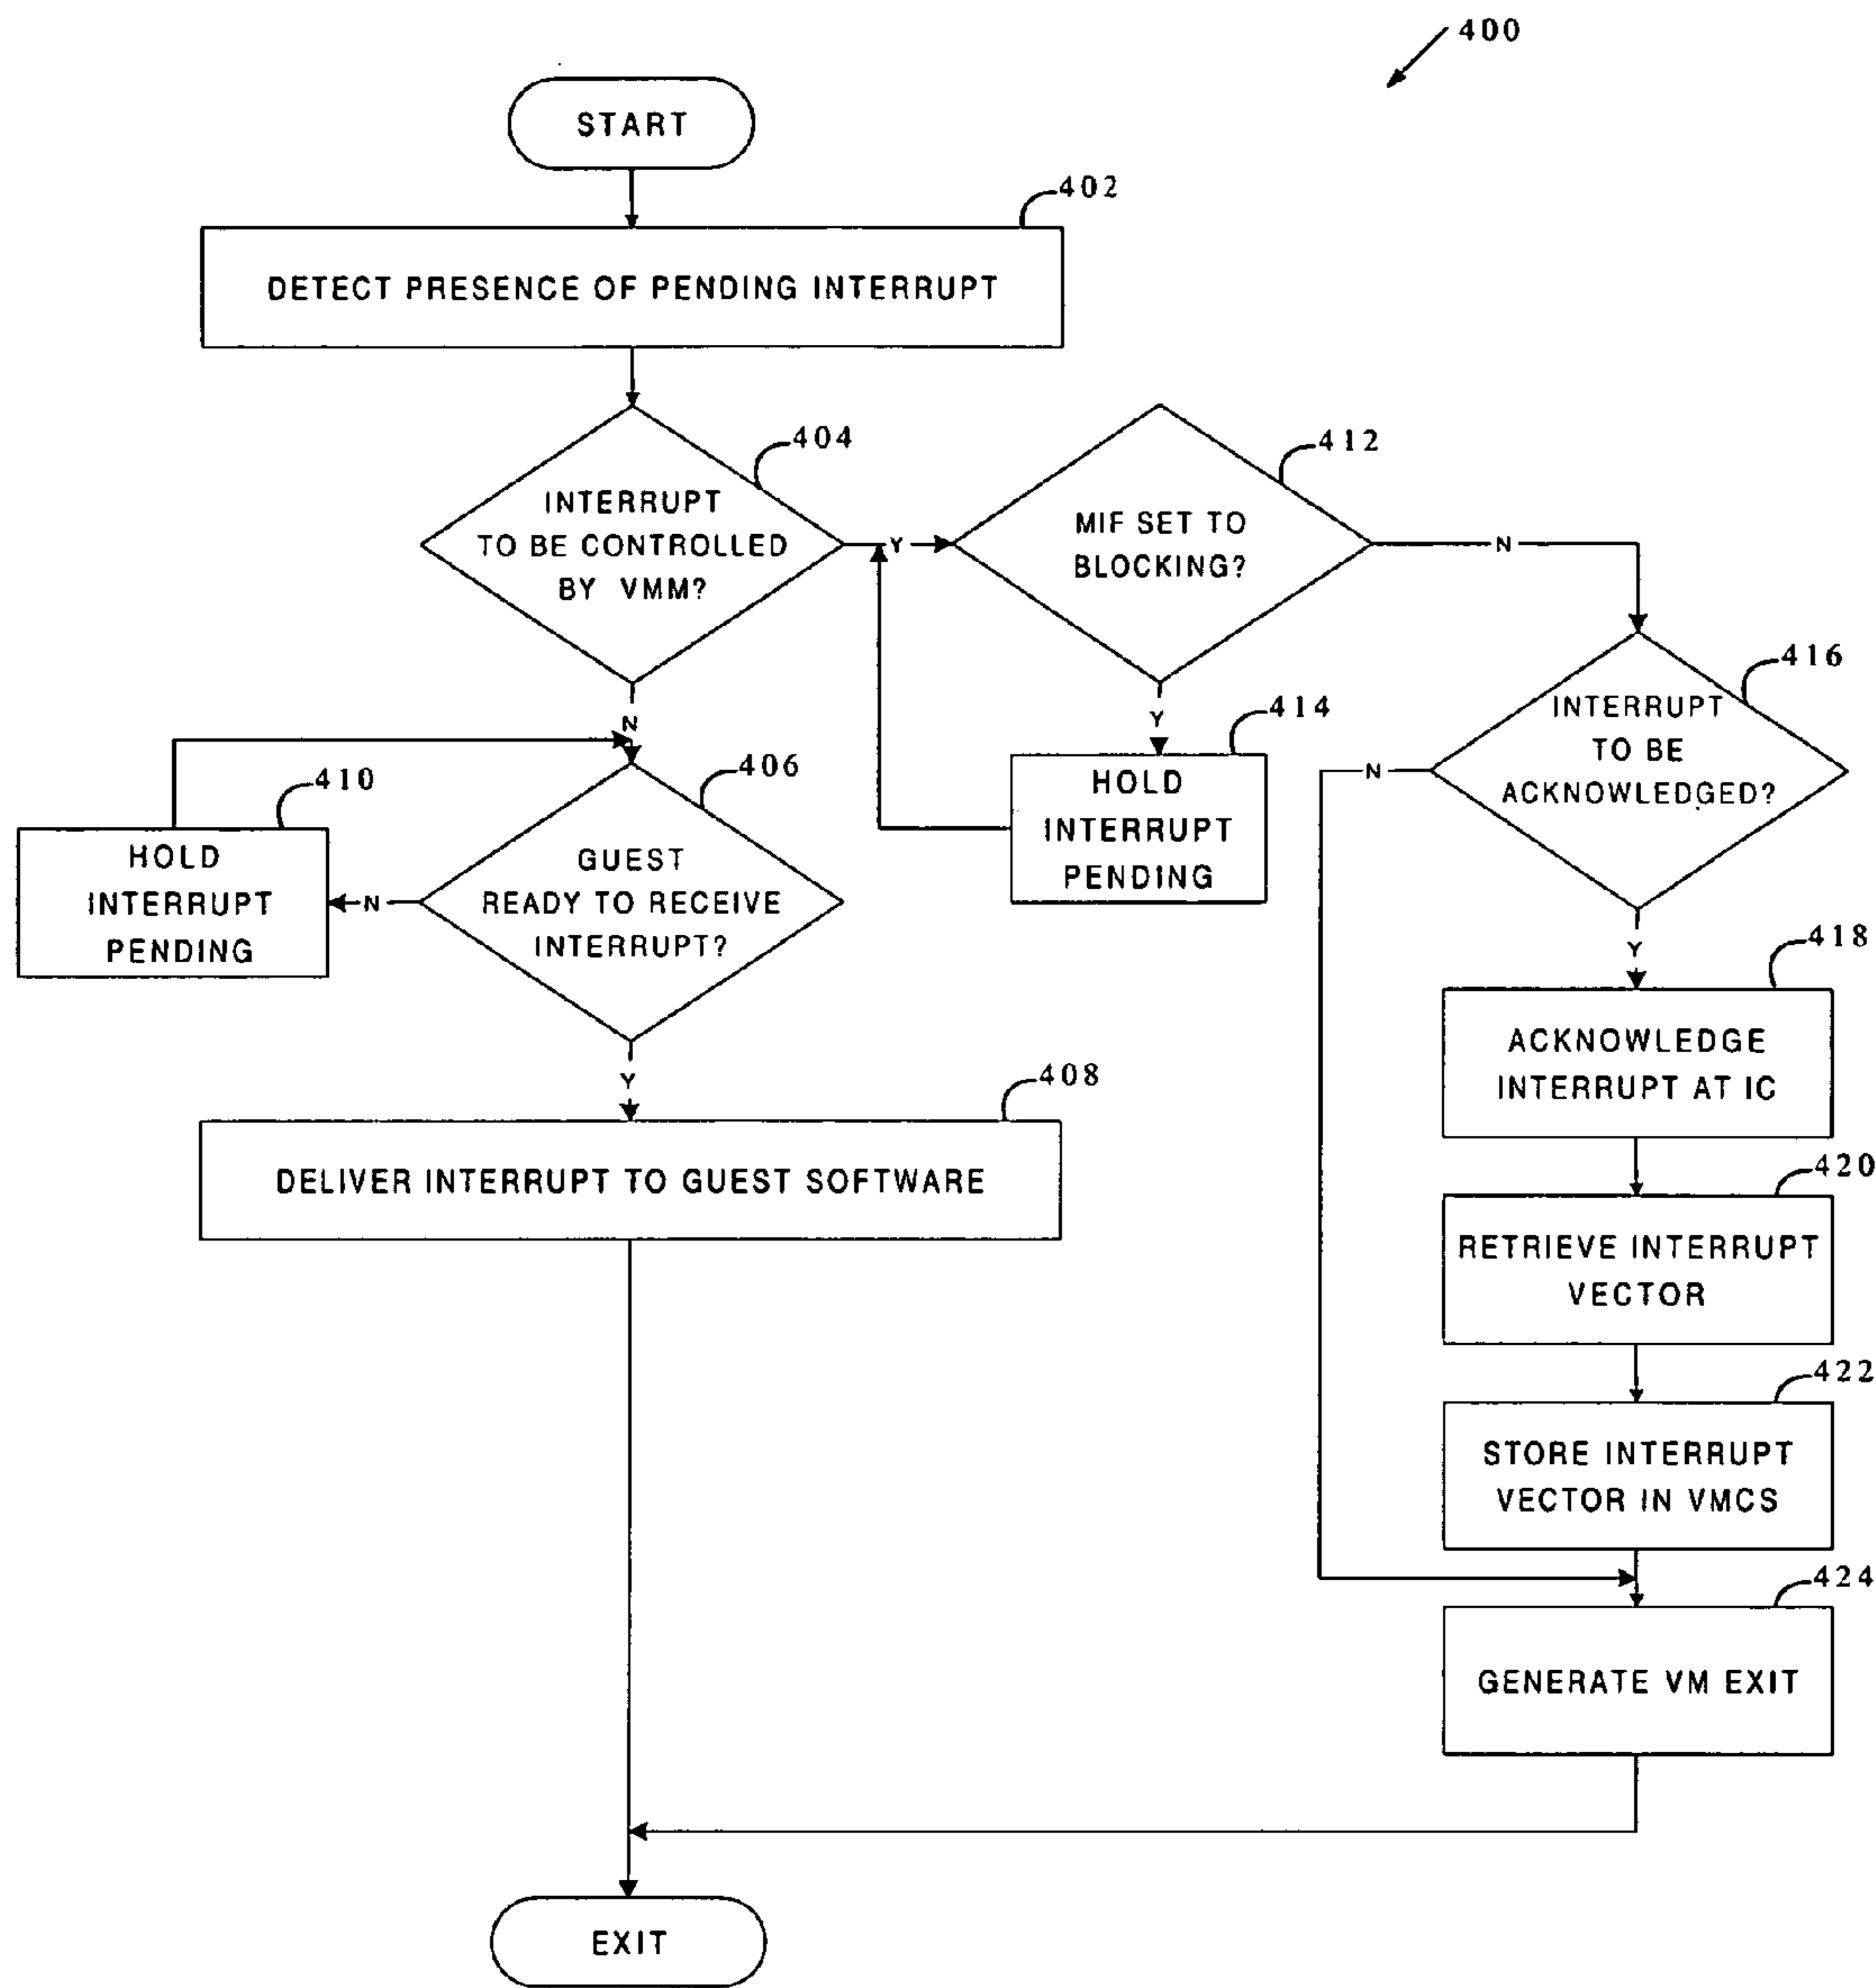 400
START
402
DETECT PRESENCE OF PENDING INTERRUPT
404
INTERRUPT
TO BE CONTROLLED
BY VMM?
Y
412
MIF SET TO
BLOCKING?
N
N
Y
414
HOLD
INTERRUPT
PENDING
416
INTERRUPT
TO BE
ACKNOWLEDGED?
N
Y
406
GUEST
READY TO RECEIVE
INTERRUPT?
410
HOLD
INTERRUPT
PENDING
N
Y
408
DELIVER INTERRUPT TO GUEST SOFTWARE
418
ACKNOWLEDGE
INTERRUPT AT IC
420
RETRIEVE INTERRUPT
VECTOR
422
STORE INTERRUPT
VECTOR IN VMCS
424
GENERATE VM EXIT
EXIT